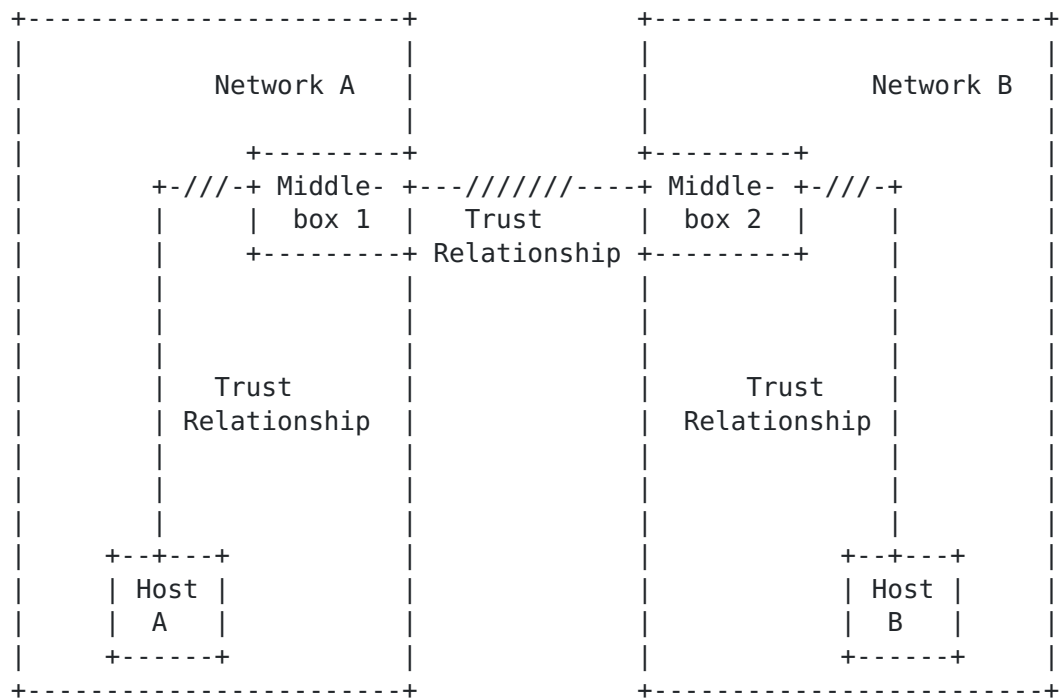 Network A Network B
Middle- Middle-
box 1 Trust box 2
Relationship
Trust Trust
Relationship Relationship
Host Host
A B